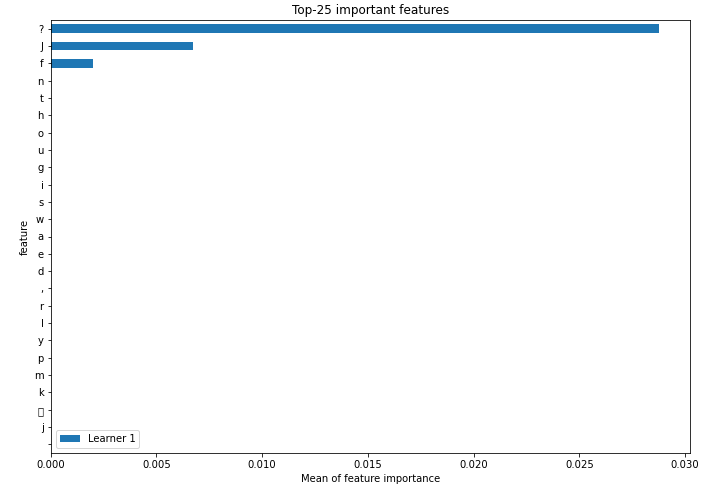 Top-25 important features
?
J
f
n
t
h
o
u
g
i
s
w
a
e
d
,
r
l
y
p
m
k
j
feature
Learner 1
0.000 0.005 0.010 0.015 0.020 0.025 0.030
Mean of feature importance